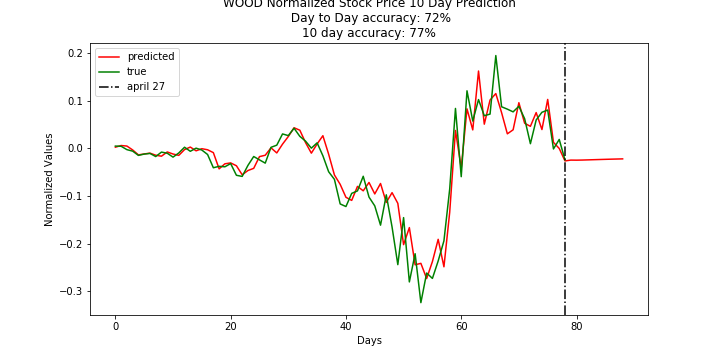 WOOD Normalized Stock Price 10 Day Prediction
Day to Day accuracy: 72%
10 day accuracy: 77%
predicted
true
april 27
Normalized Values
0.2
0.1
0.0
−0.1
−0.2
−0.3
0
20
40
60
80
Days